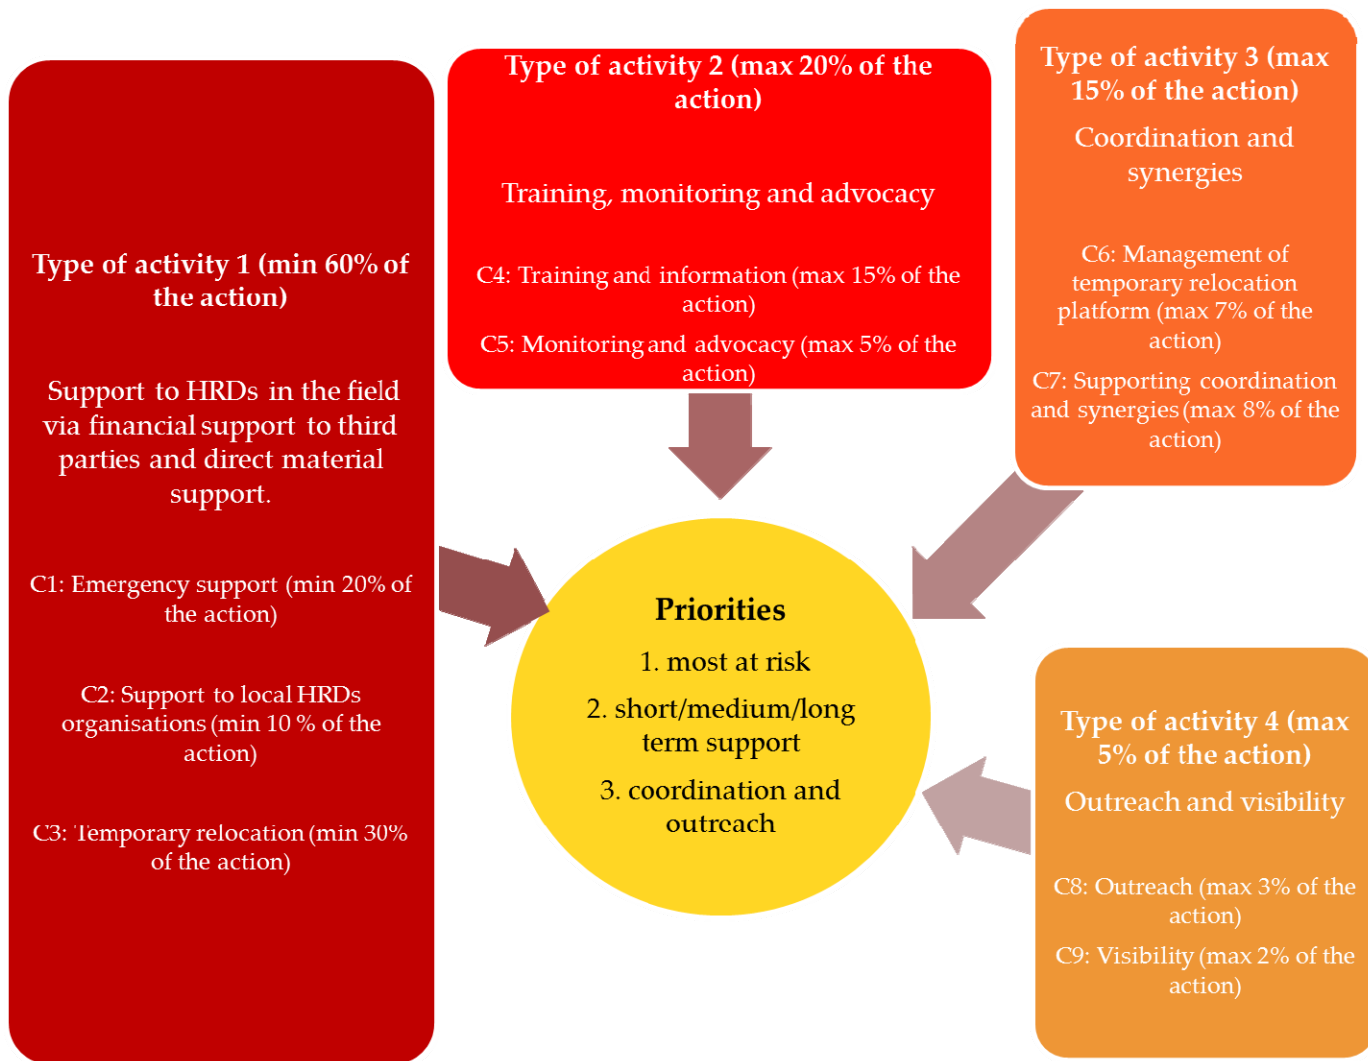 Type of activity 1 (min 60% of
the action)
Support to HRDs in the field
via financial support to third
parties and direct material
support.
C1: Emergency support (min 20% of
the action)
C2: Support to local HRDs
organisations (min 10 % of the
action)
C3: Temporary relocation (min 30%
of the action)
Type of activity 2 (max 20% of the
action)
Training, monitoring and advocacy
C4: Training and information (max 15% of the
action)
C5: Monitoring and advocacy (max 5% of the
action)
Type of activity 3 (max
15% of the action)
Coordination and
synergies
C6: Management of
temporary relocation
platform (max 7% of the
action)
C7: Supporting coordination
and synergies (max 8% of the
action)
Priorities
1. most at risk
2. short/medium/long
term support
3. coordination and
outreach
Type of activity 4 (max
5% of the action)
Outreach and visibility
C8: Outreach (max 3% of the
action)
C9: Visibility (max 2% of the
action)